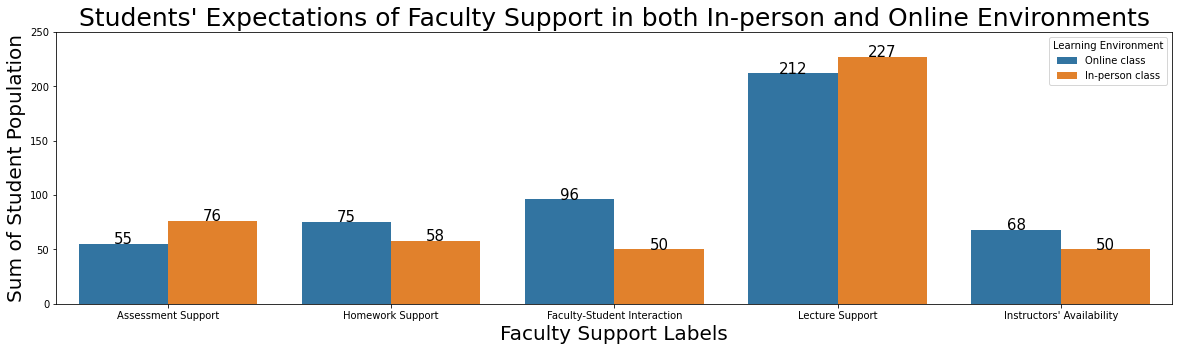 Students' Expectations of Faculty Support in both In-person and Online Environments
Sum of Student Population
250
200
150
100
50
0
Learning Environment
Online class
In-person class
55
76
75
58
96
50
212
227
68
50
Assessment Support
Homework Support
Faculty-Student Interaction
Lecture Support
Instructors' Availability
Faculty Support Labels